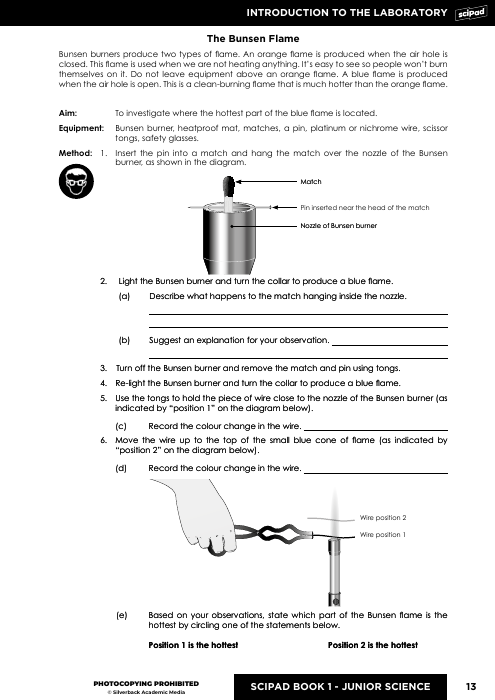 INTRODUCTION TO THE LABORATORY
scipad
The Bunsen Flame
Bunsen burners produce two types of flame. An orange flame is produced when the air hole is
closed. This flame is used when we are not heating anything. It's easy to see so people won't burn
themselves on it. Do not leave equipment above an orange flame. A blue flame is produced
when the air hole is open. This is a clean-burning flame that is much hotter than the orange flame.
Aim: To investigate where the hottest part of the blue flame is located.
Equipment: Bunsen burner, heatproof mat, matches, a pin, platinum or nichrome wire, scissor
tongs, safety glasses.
Method: 1. Insert the pin into a match and hang the match over the nozzle of the Bunsen
burner, as shown in the diagram.
Match
Pin inserted near the head of the match
Nozzle of Bunsen burner
2. Light the Bunsen burner and turn the collar to produce a blue flame.
(a) Describe what happens to the match hanging inside the nozzle.
(b) Suggest an explanation for your observation.
3. Turn off the Bunsen burner and remove the match and pin using tongs.
4. Re-light the Bunsen burner and turn the collar to produce a blue flame.
5. Use the tongs to hold the piece of wire close to the nozzle of the Bunsen burner (as
indicated by "position 1" on the diagram below).
(c) Record the colour change in the wire.
6. Move the wire up to the top of the small blue cone of flame (as indicated by
"position 2" on the diagram below).
(d) Record the colour change in the wire.
Wire position 2
Wire position 1
(e) Based on your observations, state which part of the Bunsen flame is the
hottest by circling one of the statements below.
Position 1 is the hottest Position 2 is the hottest
PHOTOCOPYING PROHIBITED
© Silverback Academic Media
SCIPAD BOOK 1 - JUNIOR SCIENCE
13